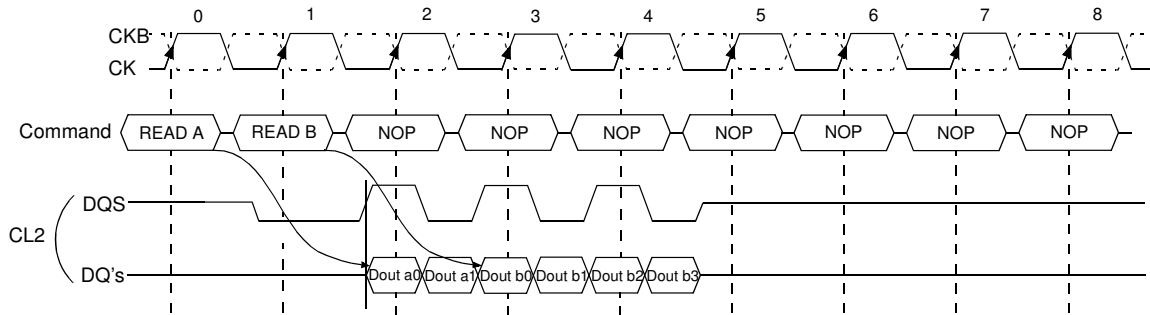 0 1 2 3 4 5 6 7 8
CKB
CK
Command READ A READ B NOP NOP NOP NOP NOP NOP NOP
DQS
CL2
DQ's Dout a0 Dout a1 Dout b0 Dout b1 Dout b2 Dout b3